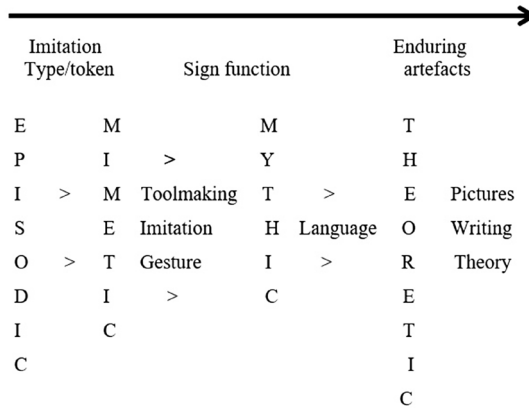 Imitation Enduring
Type/token Sign function artefacts
E M M T
P I > Y H
I > M Toolmaking T > E Pictures
S E Imitation H Language O Writing
O > T Gesture I > R Theory
D I > C E
I C T
C I
C